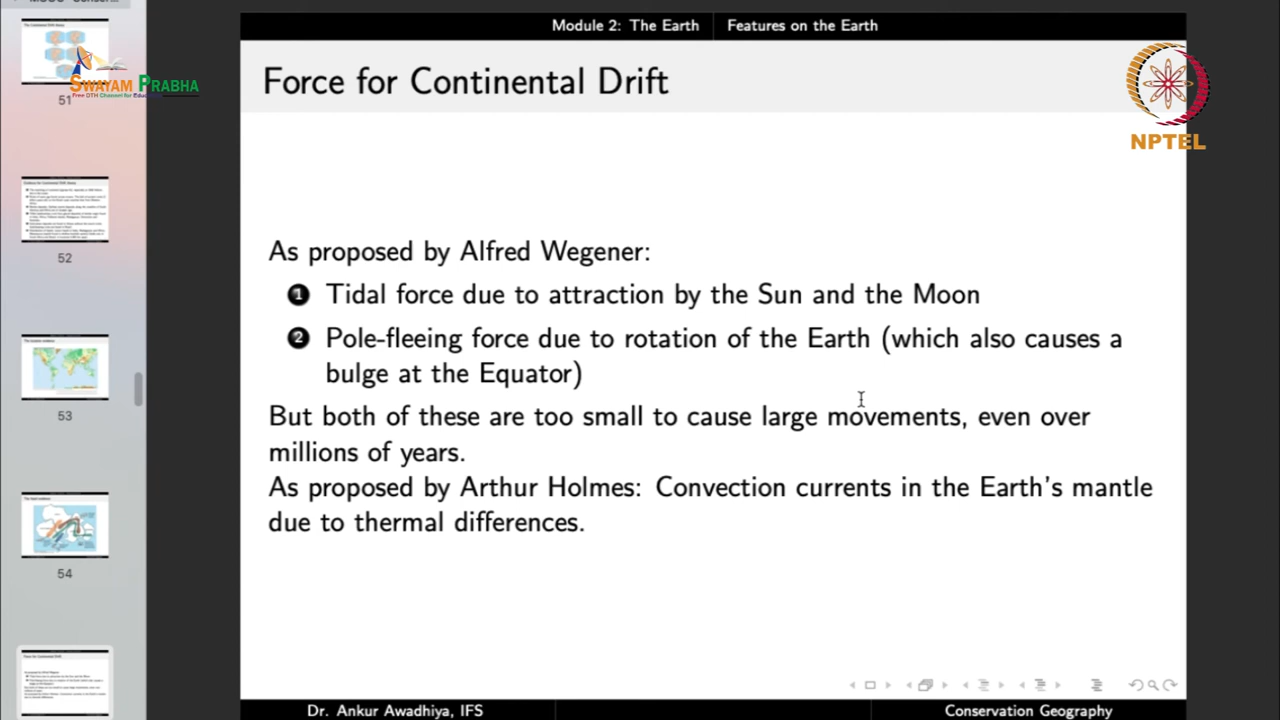 Module 2: The Earth Features on the Earth
Force for Continental Drift
SWAYAM PRABHA
Free DTH Channel for
NPTEL
51
52
53
54
As proposed by Alfred Wegener:
1 Tidal force due to attraction by the Sun and the Moon
2 Pole-fleeing force due to rotation of the Earth (which also causes a
bulge at the Equator)
But both of these are too small to cause large movements, even over
millions of years.
As proposed by Arthur Holmes: Convection currents in the Earth's mantle
due to thermal differences.
Dr. Ankur Awadhiya, IFS Conservation Geography